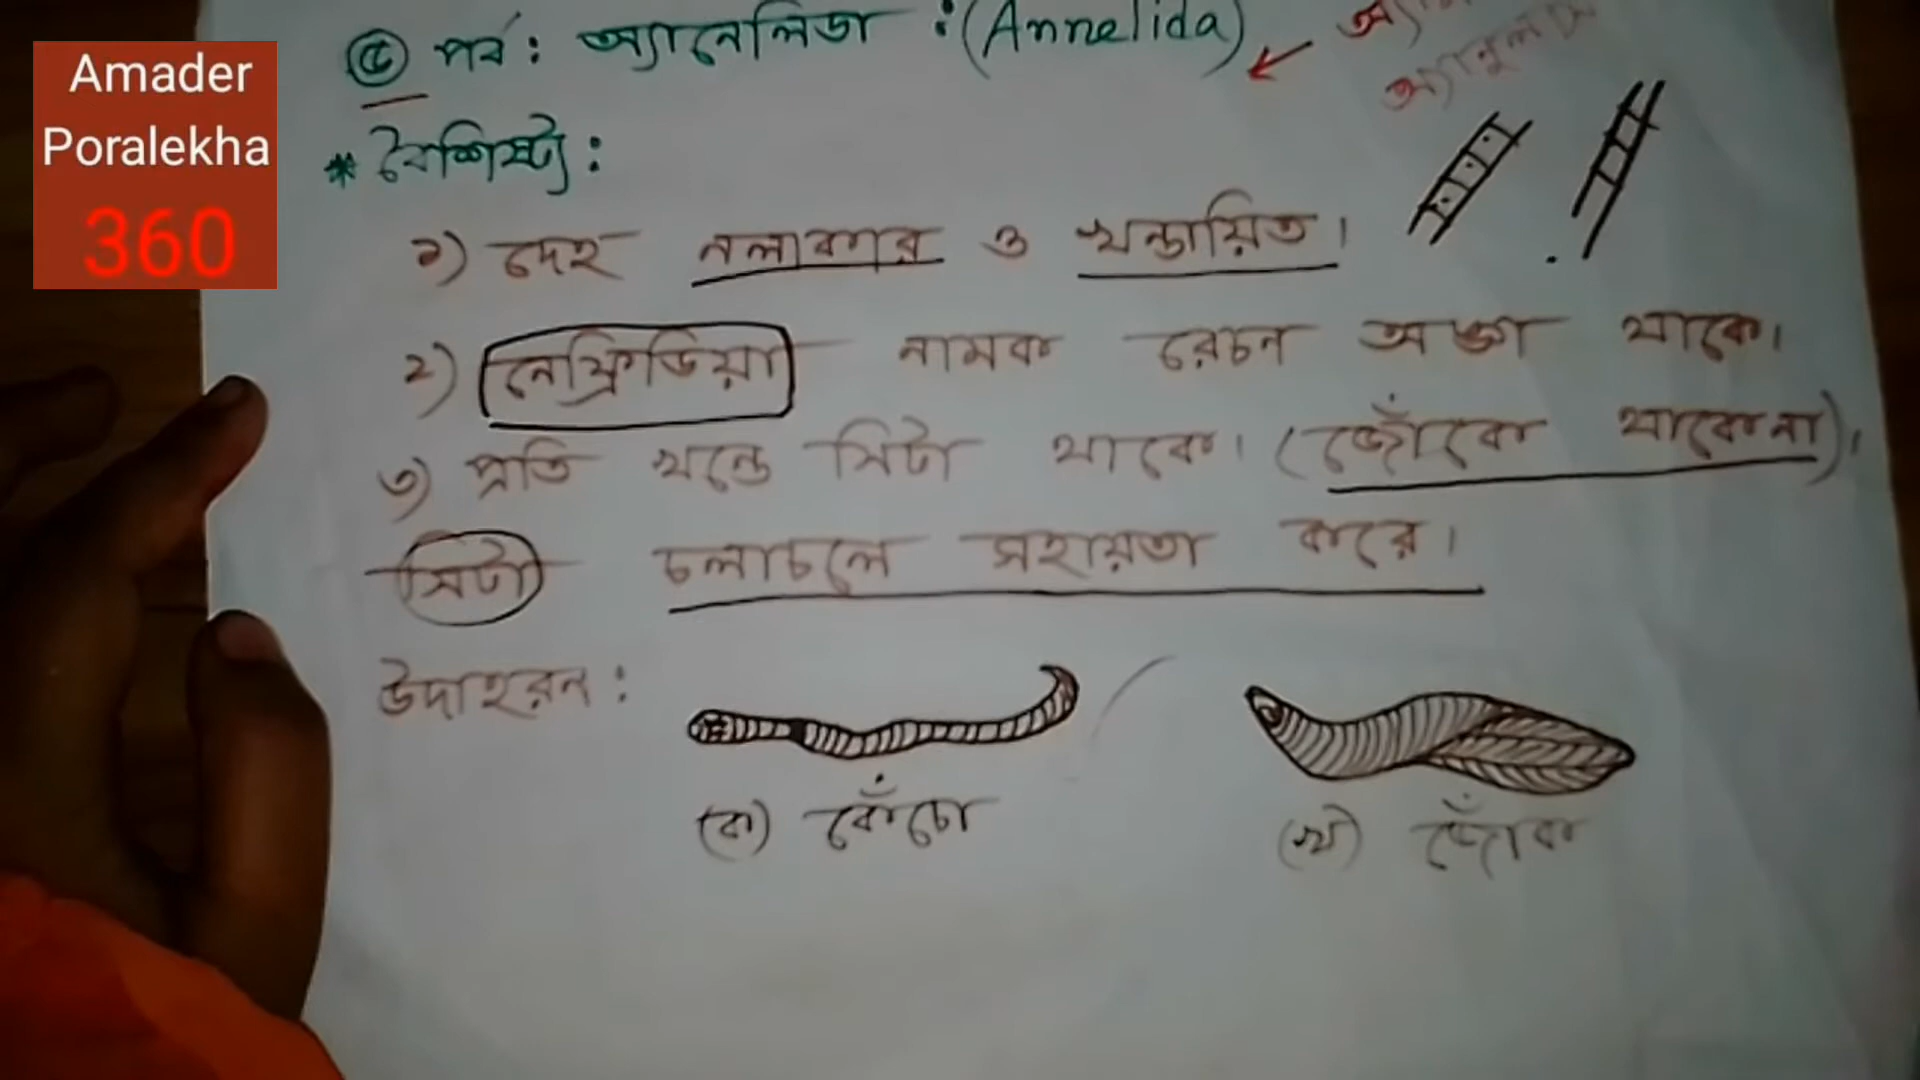 Amader
Poralekha
360
৫ পর্ব: অ্যানেলিডা :(Annelida)
* বৈশিষ্ট্য:
১) দেহ নলাকার ও খন্ডায়িত।
২) নেফ্রিডিয়া নামক রেচন অঙ্গ থাকে।
৩) প্রতি খন্ডে সিটা থাকে। (জোঁকে থাকেনা)।
সিটা চলাচলে সহায়তা করে।
উদাহরন:
(ক) কেঁচো
(খ) জোঁক